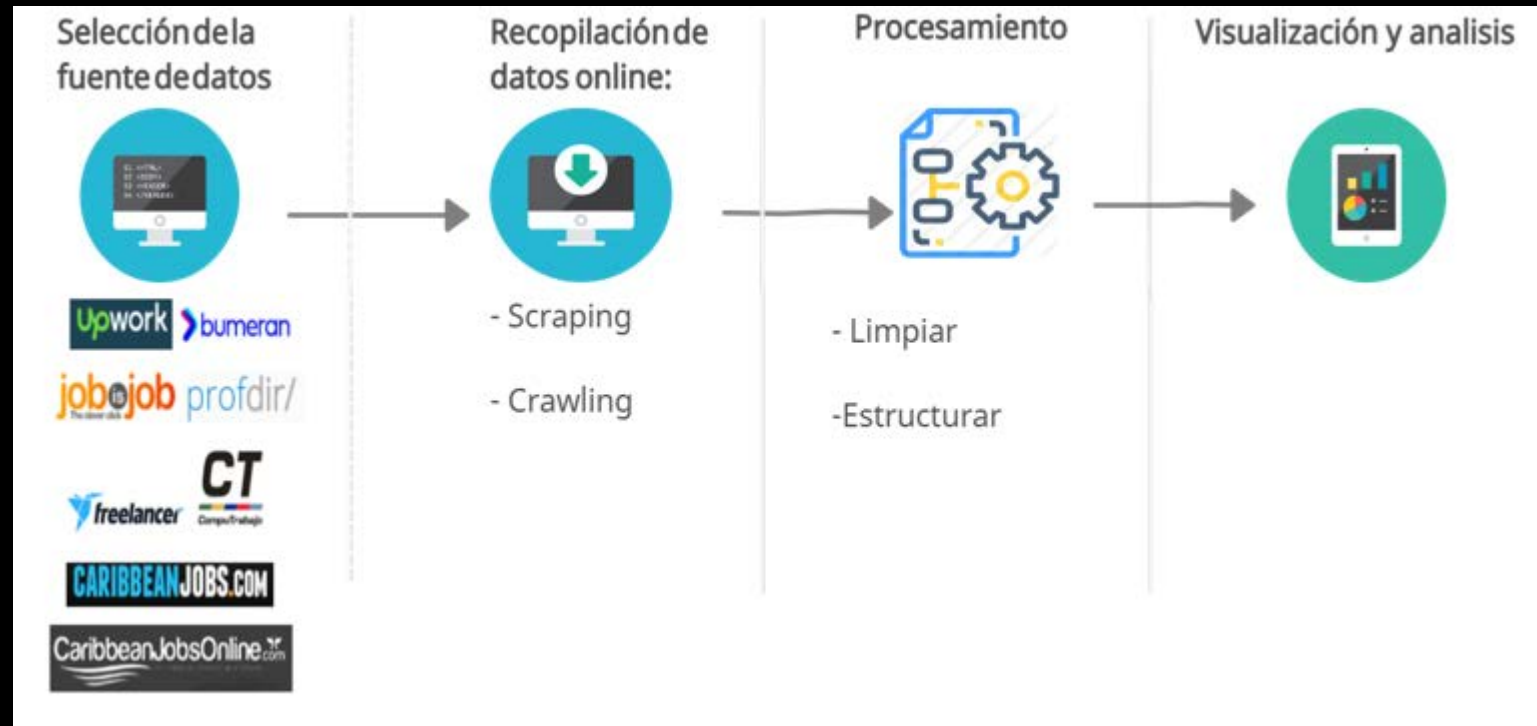 Selección de la
fuente de datos
Upwork bumeran
jobisjob profdir/
freelancer CT
CompuTrabajo
CARIBBEANJOBS.COM
CaribbeanJobsOnline.com
Recopilación de
datos online:
- Scraping
- Crawling
Procesamiento
- Limpiar
-Estructurar
Visualización y analisis